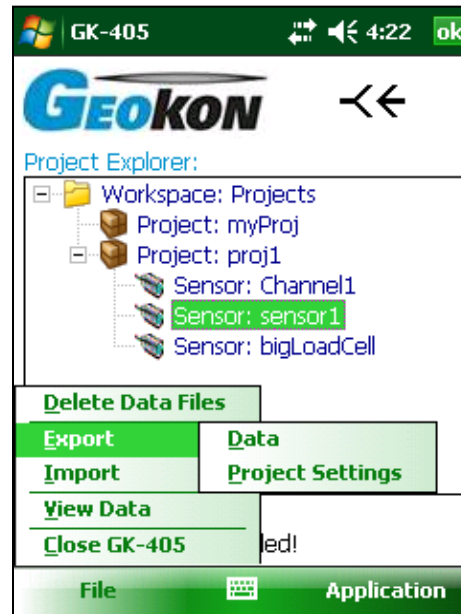 GK-405 4:22 ok
GEOKON
Project Explorer:
Workspace: Projects
Project: myProj
Project: proj1
Sensor: Channel1
Sensor: sensor1
Sensor: bigLoadCell
Delete Data Files
Export
Data
Import
Project Settings
View Data
Close GK-405
led!
File Application